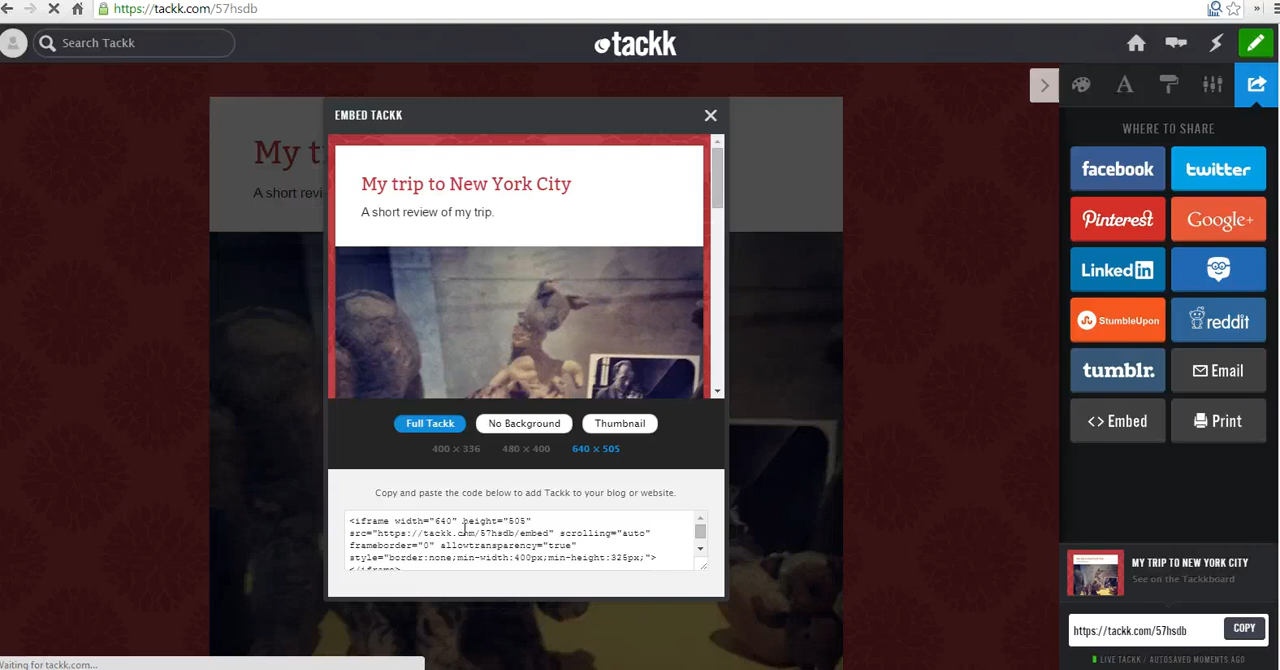 https://tackk.com/57hsdb
Search Tackk
tackk
EMBED TACKK
My t
A short revi
My trip to New York City
A short review of my trip.
Full Tackk No Background Thumbnail
400 × 336 480 × 400 640 × 505
Copy and paste the code below to add Tackk to your blog or website.
<iframe width="640" height="505"
src="https://tackk.com/57hsdb/embed" scrolling="auto"
frameborder="0" allowtransparency="true"
style="border:none;min-width:400px;min-height:325px;">
</iframe>
WHERE TO SHARE
facebook twitter
Pinterest Google+
LinkedIn
StumbleUpon reddit
tumblr. Email
<> Embed Print
MY TRIP TO NEW YORK CITY
See on the Tackkboard
https://tackk.com/57hsdb COPY
LIVE TACKK / AUTOSAVED MOMENTS AGO
Waiting for tackk.com...